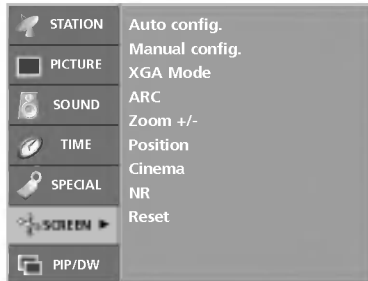 STATION
PICTURE
SOUND
TIME
SPECIAL
SCREEN
PIP/DW
Auto config.
Manual config.
XGA Mode
ARC
Zoom +/-
Position
Cinema
NR
Reset